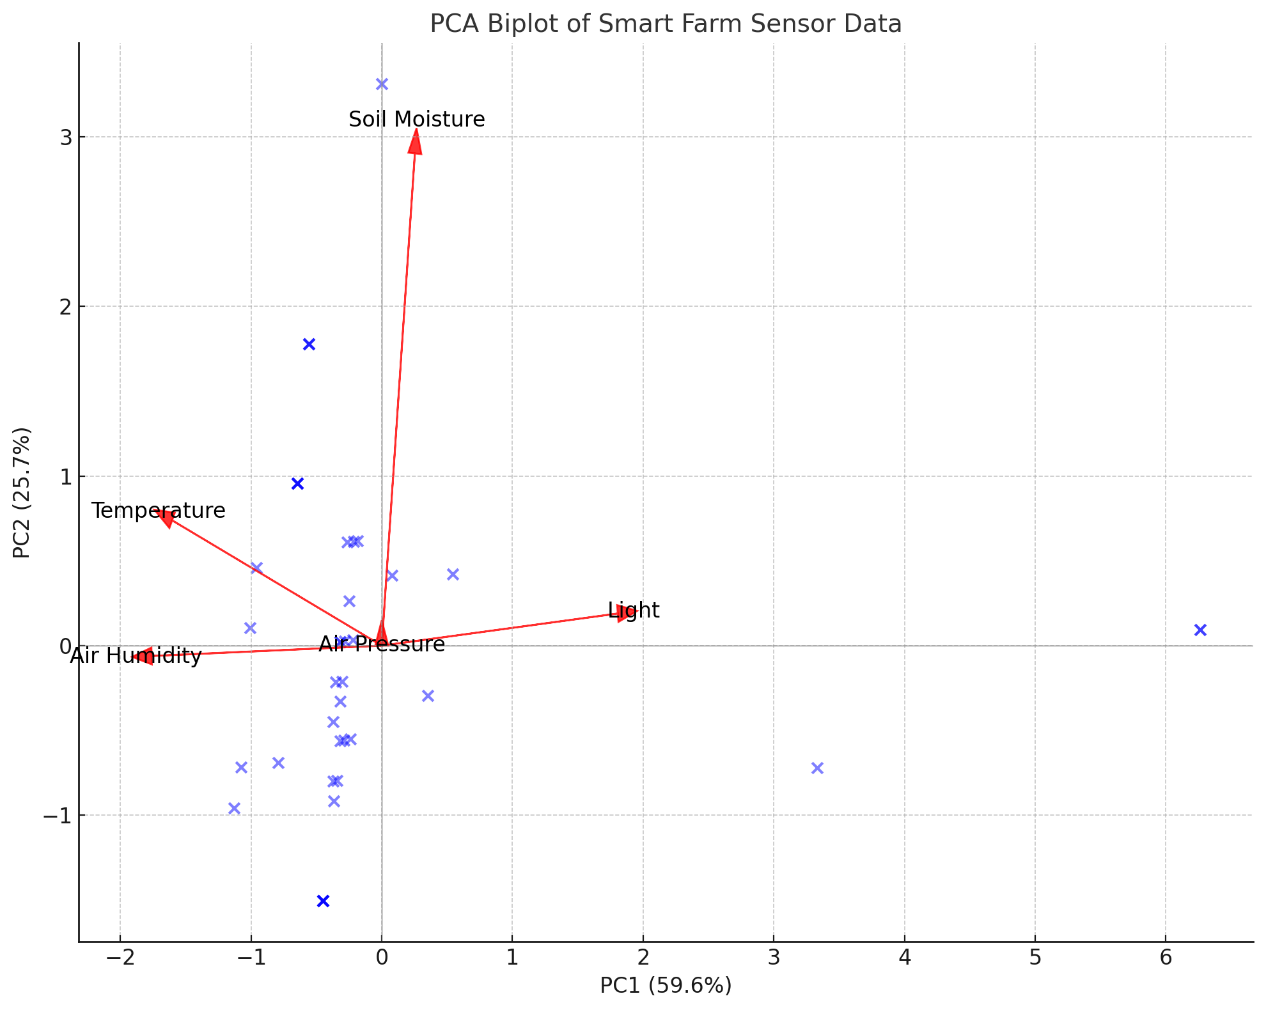 PCA Biplot of Smart Farm Sensor Data
Soil Moisture
Temperature
Light
Air Pressure
Air Humidity
3
2
1
0
−1
PC2 (25.7%)
−2
−1
0
1
2
3
4
5
6
PC1 (59.6%)